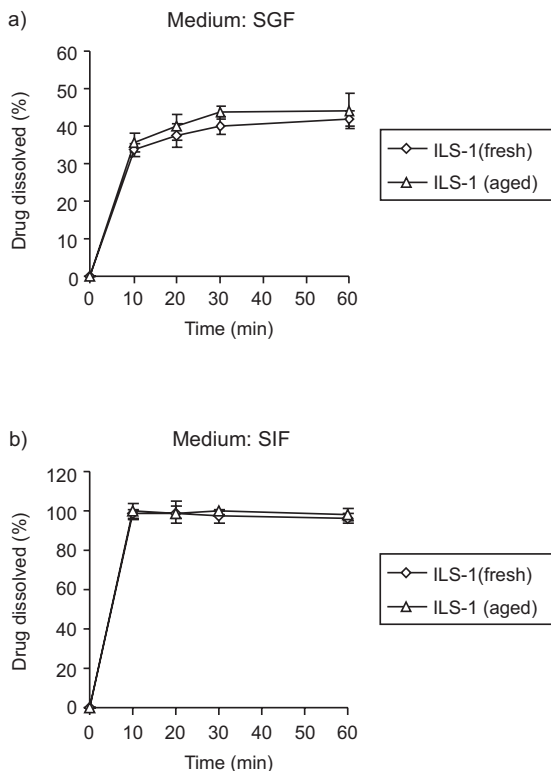 a)
Medium: SGF
Drug dissolved (%)
60
50
40
30
20
10
0
0 10 20 30 40 50 60
Time (min)
ILS-1(fresh)
ILS-1 (aged)
b)
Medium: SIF
Drug dissolved (%)
120
100
80
60
40
20
0
0 10 20 30 40 50 60
Time (min)
ILS-1(fresh)
ILS-1 (aged)